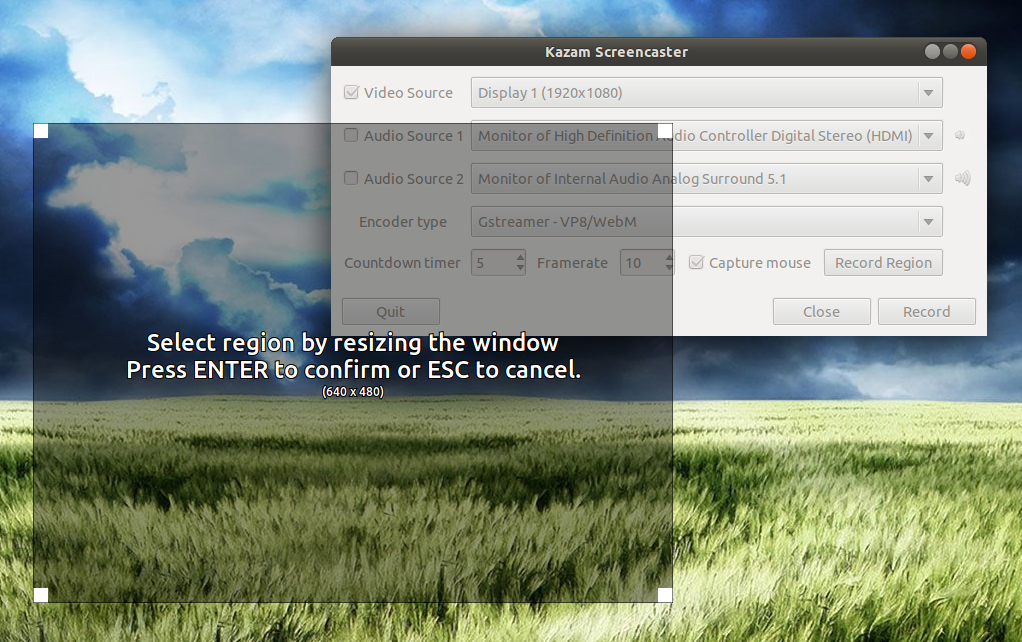 Kazam Screencaster
Video Source Display 1 (1920x1080)
Audio Source 1 Monitor of High Definition Audio Controller Digital Stereo (HDMI)
Audio Source 2 Monitor of Internal Audio Analog Surround 5.1
Encoder type Gstreamer - VP8/WebM
Countdown timer 5 Framerate 10 Capture mouse Record Region
Quit Close Record
Select region by resizing the window
Press ENTER to confirm or ESC to cancel.
(640 x 480)